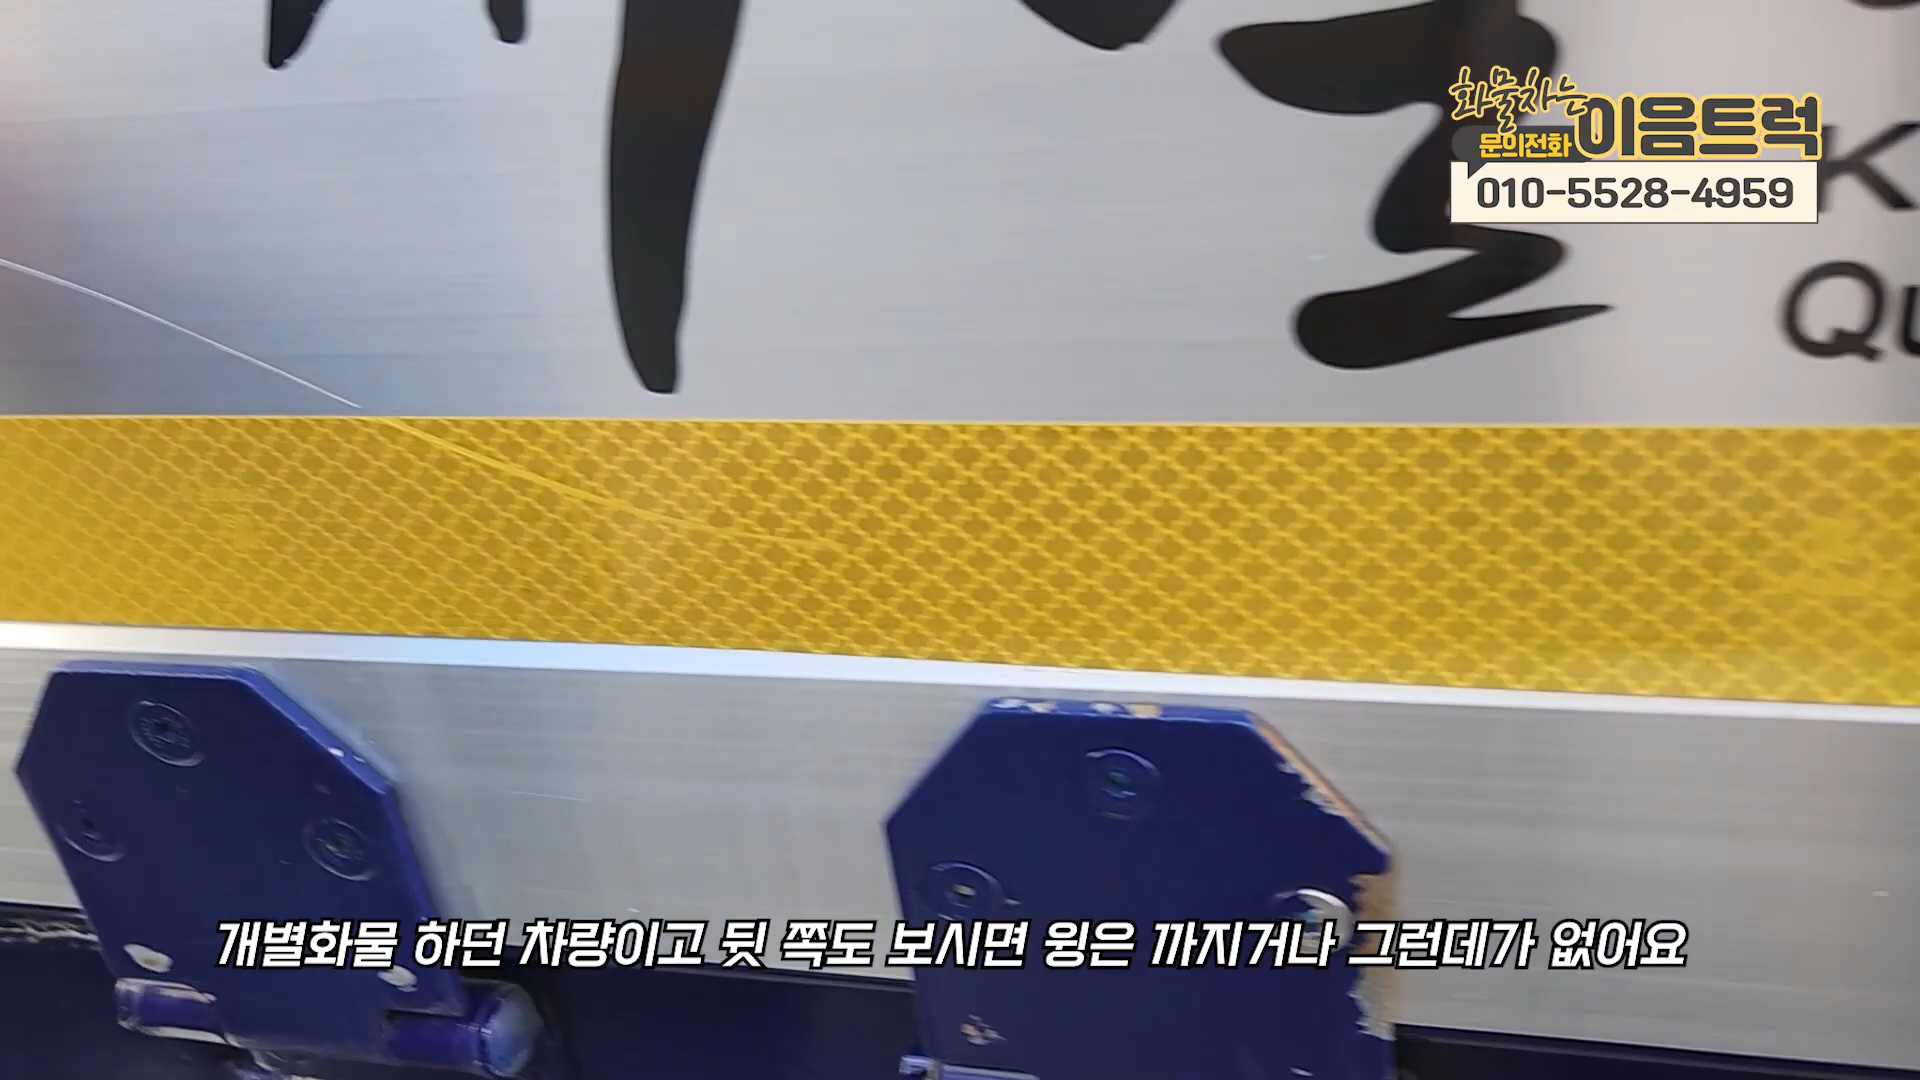 화물차는
이음트럭
문의전화
010-5528-4959
개별화물 하던 차량이고 뒷 쪽도 보시면 윙은 까지거나 그런데가 없어요